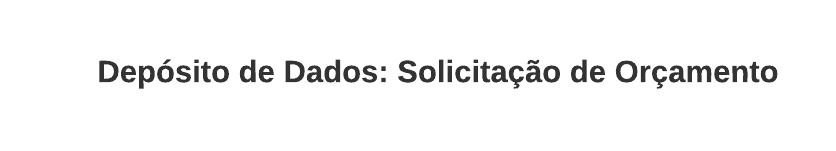 Depósito de Dados: Solicitação de Orçamento